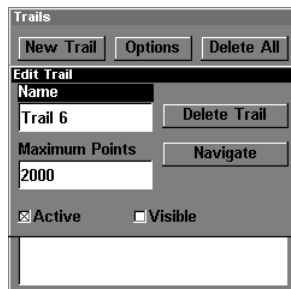 Trails
New Trail Options Delete All
Edit Trail
Name
Trail 6 Delete Trail
Maximum Points Navigate
2000
Active Visible